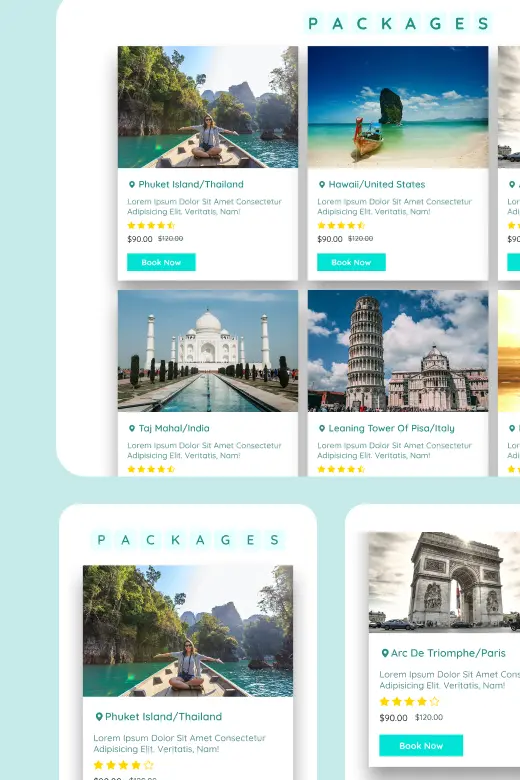 PACKAGES
Phuket Island/Thailand
Lorem Ipsum Dolor Sit Amet Consectetur
Adipisicing Elit. Veritatis, Nam!
$90.00 $120.00
Book Now
Hawaii/United States
Lorem Ipsum Dolor Sit Amet Consectetur
Adipisicing Elit. Veritatis, Nam!
$90.00 $120.00
Book Now
Taj Mahal/India
Lorem Ipsum Dolor Sit Amet Consectetur
Adipisicing Elit. Veritatis, Nam!
Leaning Tower Of Pisa/Italy
Lorem Ipsum Dolor Sit Amet Consectetur
Adipisicing Elit. Veritatis, Nam!
PACKAGES
Phuket Island/Thailand
Lorem Ipsum Dolor Sit Amet Consectetur
Adipisicing Elit. Veritatis, Nam!
$90.00 $120.00
Arc De Triomphe/Paris
Lorem Ipsum Dolor Sit Amet
Adipisicing Elit. Veritatis, Nam!
$90.00 $120.00
Book Now